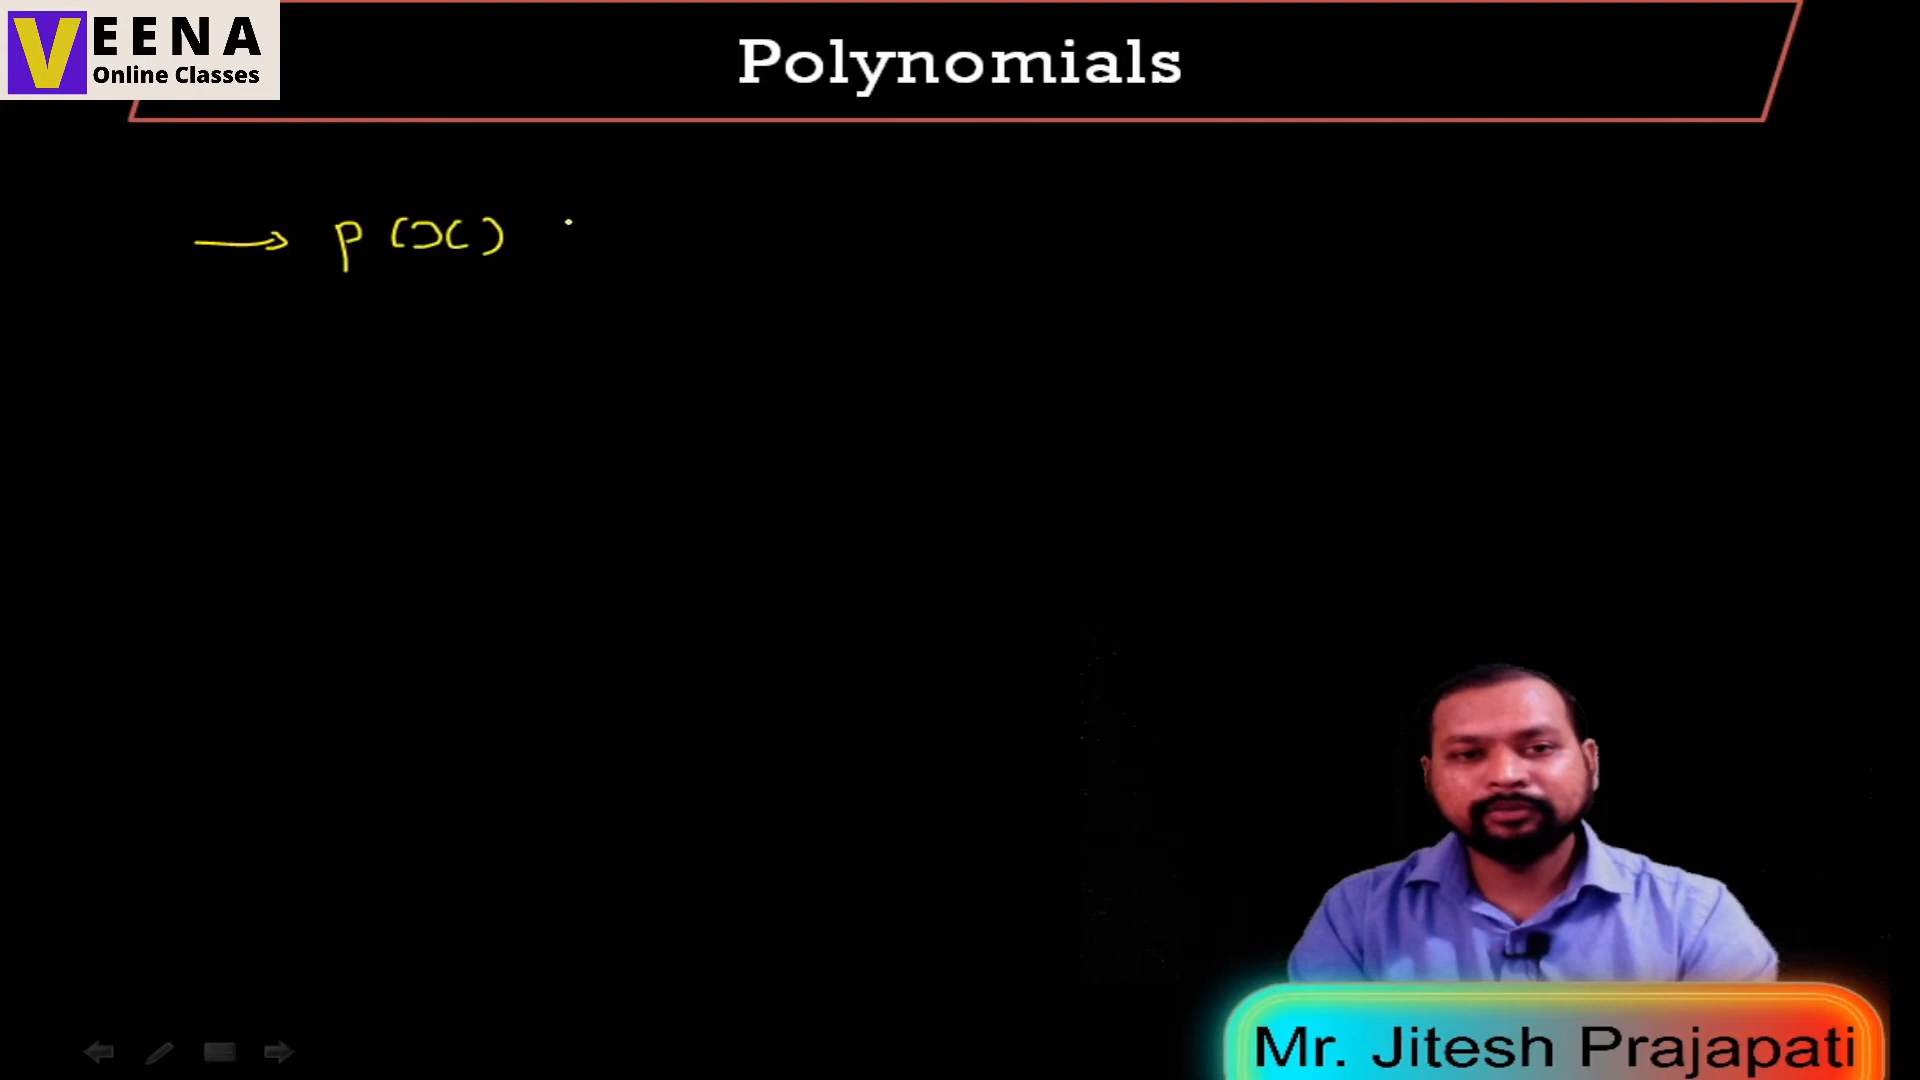 VEENA
Online Classes
Polynomials
→ p(x)
Mr. Jitesh Prajapati